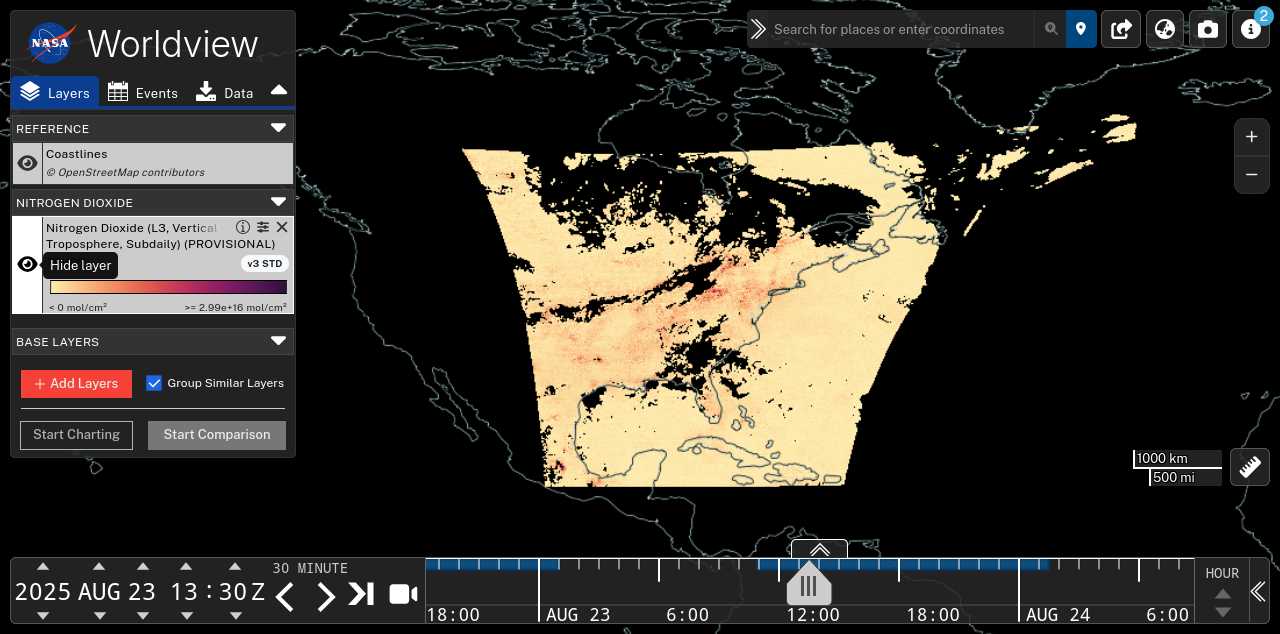 NASA
Worldview
Layers
Events
Data
REFERENCE
Coastlines
© OpenStreetMap contributors
NITROGEN DIOXIDE
Nitrogen Dioxide (L3, Vertical
Troposphere, Subdaily) (PROVISIONAL)
Hide layer
v3 STD
< 0 mol/cm²
>= 2.99e+16 mol/cm²
BASE LAYERS
+ Add Layers
Group Similar Layers
Start Charting
Start Comparison
Search for places or enter coordinates
2
+
−
1000 km
500 mi
2025 AUG 23 13 : 30 Z
30 MINUTE
18:00
AUG 23
6:00
12:00
18:00
AUG 24
6:00
HOUR